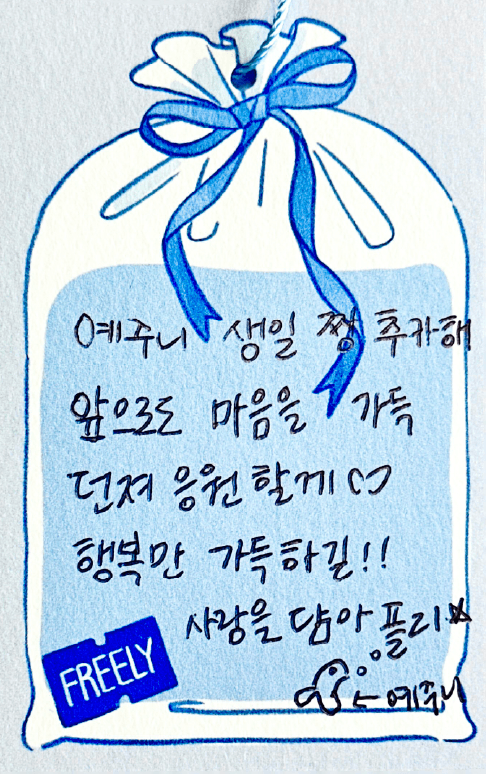 예주니 생일 짱 추카해
앞으로도 마음을 가득
던져 응원할게♡
행복만 가득하길!!
사랑을 담아 플리☆
FREELY
←예주니